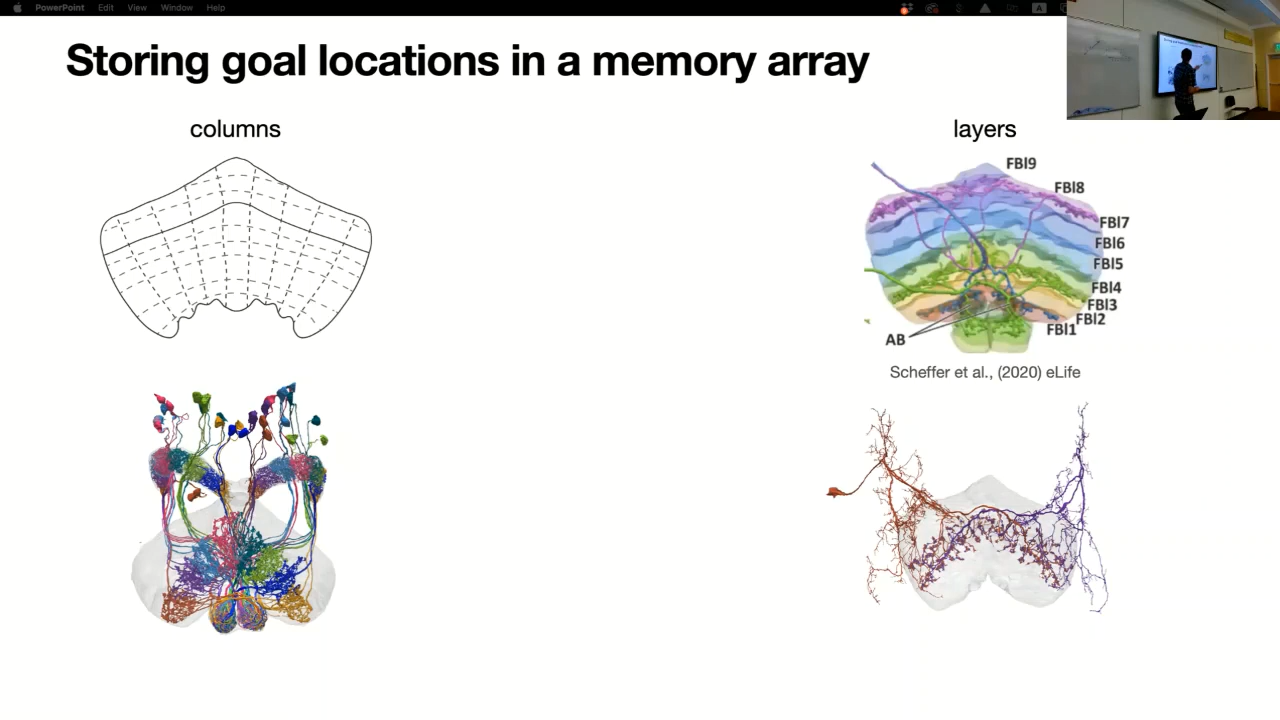 PowerPoint File Edit View Window Help
Storing goal locations in a memory array
columns
layers
FBl9
FBl8
FBl7
FBl6
FBl5
FBl4
FBl3
FBl2
FBl1
AB
Scheffer et al., (2020) eLife